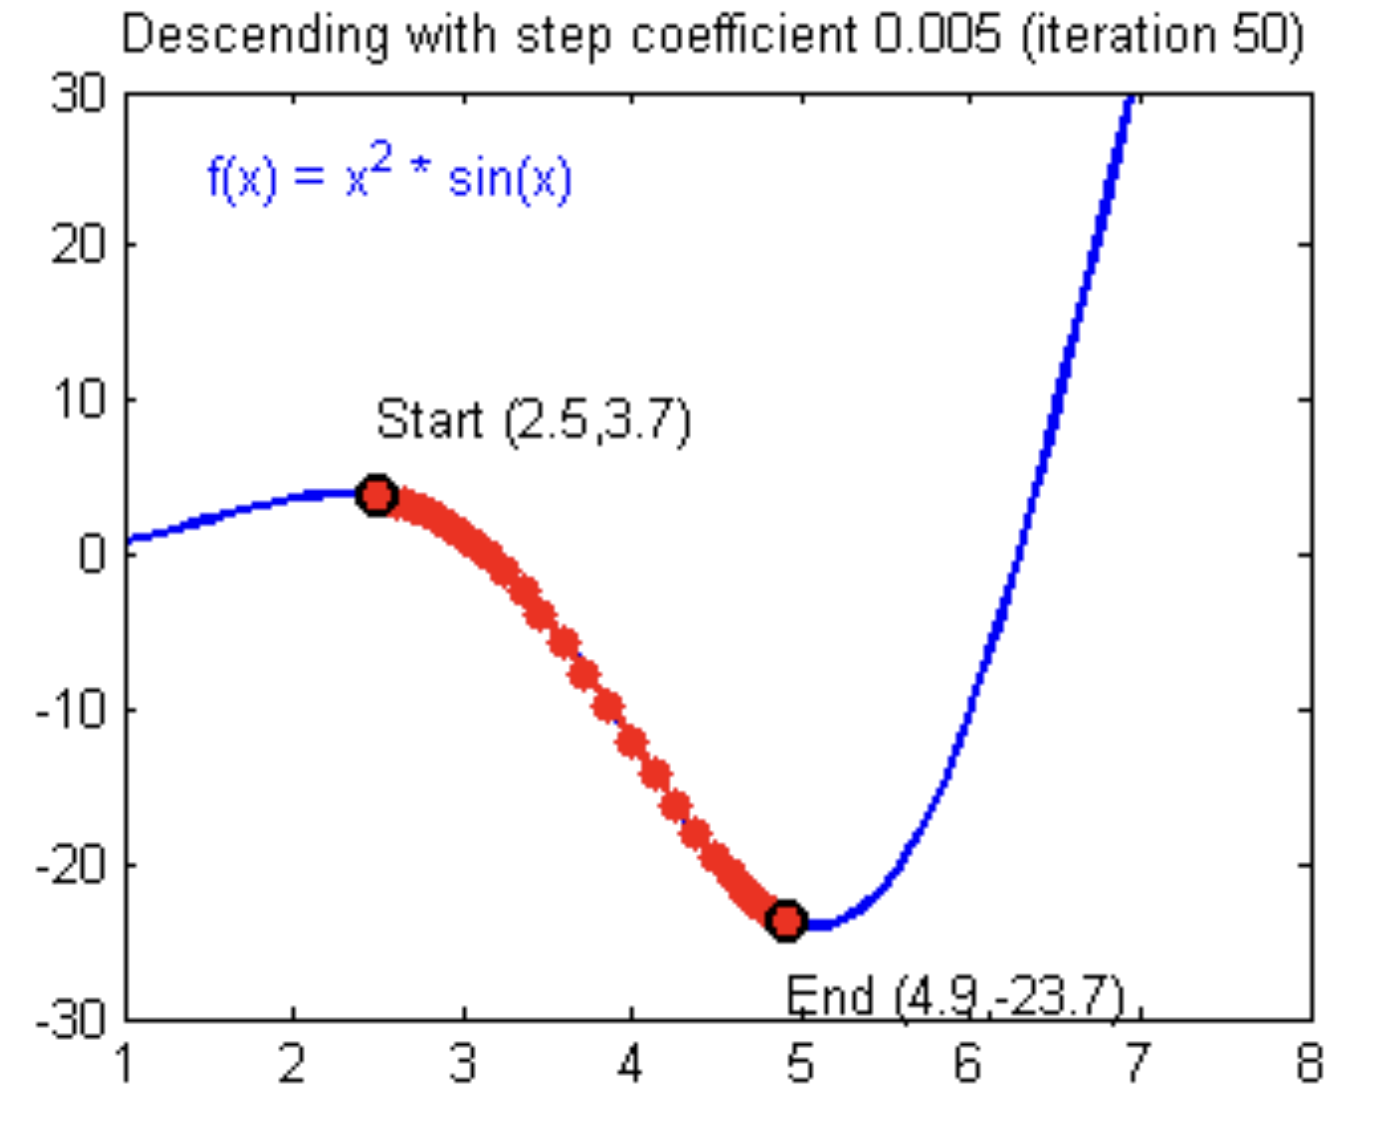 Descending with step coefficient 0.005 (iteration 50)
30
f(x) = x² * sin(x)
20
10
Start (2.5,3.7)
0
-10
-20
End (4.9,-23.7)
-30
1 2 3 4 5 6 7 8